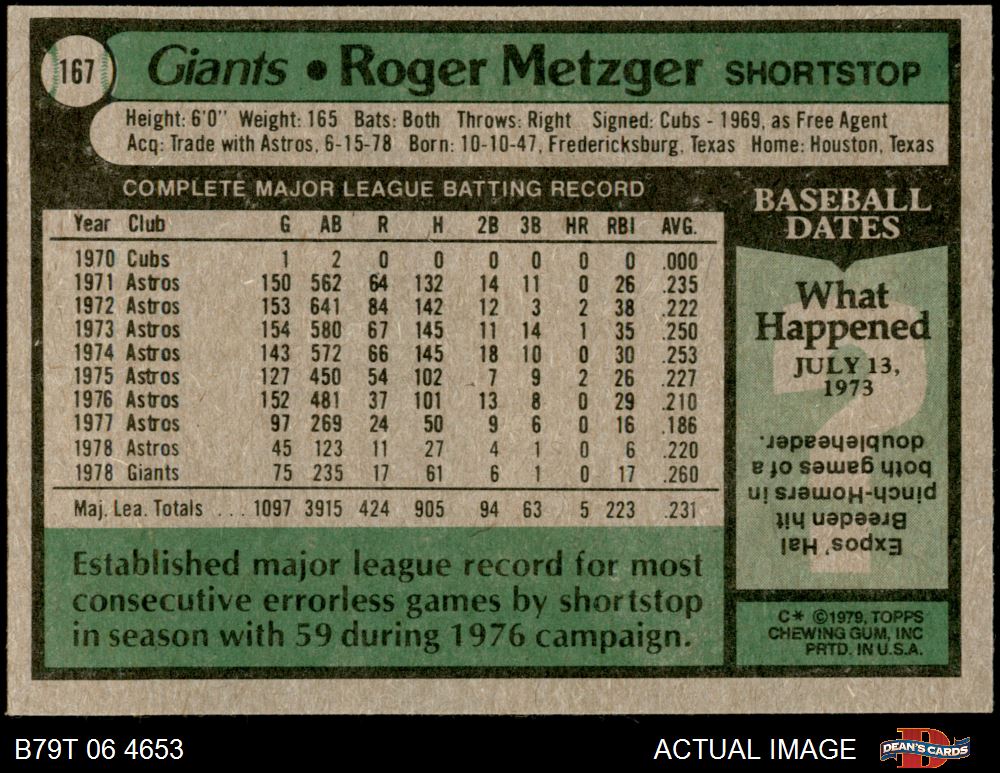 167 Giants • Roger Metzger SHORTSTOP
Height: 6'0" Weight: 165 Bats: Both Throws: Right Signed: Cubs - 1969, as Free Agent
Acq: Trade with Astros, 6-15-78 Born: 10-10-47, Fredericksburg, Texas Home: Houston, Texas
COMPLETE MAJOR LEAGUE BATTING RECORD
Year Club G AB R H 2B 3B HR RBI AVG.
1970 Cubs 1 2 0 0 0 0 0 0 .000
1971 Astros 150 562 64 132 14 11 0 26 .235
1972 Astros 153 641 84 142 12 3 2 38 .222
1973 Astros 154 580 67 145 11 14 1 35 .250
1974 Astros 143 572 66 145 18 10 0 30 .253
1975 Astros 127 450 54 102 7 9 2 26 .227
1976 Astros 152 481 37 101 13 8 0 29 .210
1977 Astros 97 269 24 50 9 6 0 16 .186
1978 Astros 45 123 11 27 4 1 0 6 .220
1978 Giants 75 235 17 61 6 1 0 17 .260
Maj. Lea. Totals ... 1097 3915 424 905 94 63 5 223 .231
Established major league record for most
consecutive errorless games by shortstop
in season with 59 during 1976 campaign.
BASEBALL
DATES
What
Happened
JULY 13,
1973
Expos' Hal
Breeden hit
pinch-Homers in
both games of a
doubleheader.
C* ©1979, TOPPS
CHEWING GUM, INC
PRTD. IN U.S.A.
B79T 06 4653
ACTUAL IMAGE
DEAN'S CARDS